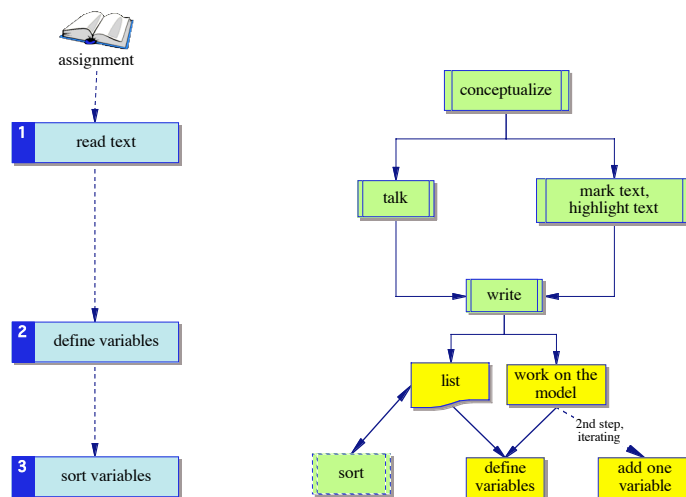 assignment
1
read text
2
define variables
3
sort variables
conceptualize
talk
mark text,
highlight text
write
list
work on the
model
2nd step,
iterating
sort
define
variables
add one
variable